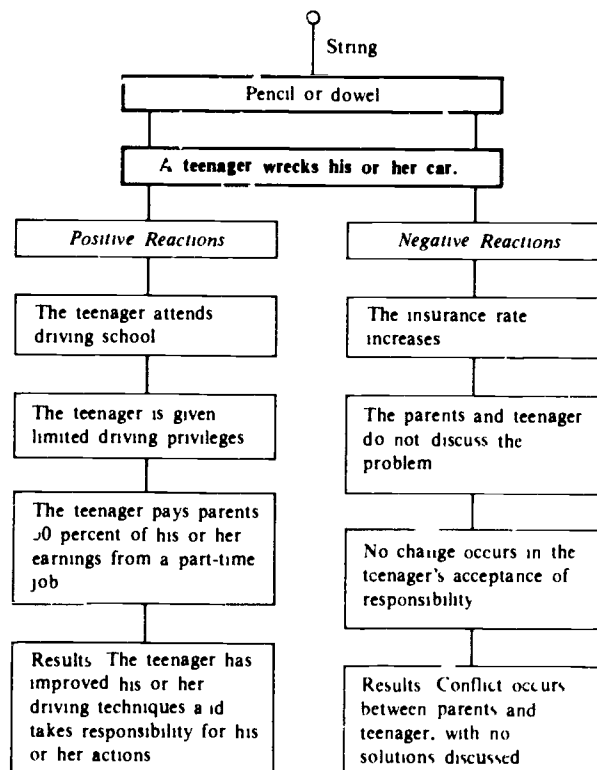 String
Pencil or dowel
A teenager wrecks his or her car.
Positive Reactions
The teenager attends
driving school
The teenager is given
limited driving privileges
The teenager pays parents
0 percent of his or her
earnings from a part-time
job
Results The teenager has
improved his or her
driving techniques and
takes responsibility for his
or her actions
Negative Reactions
The insurance rate
increases
The parents and teenager
do not discuss the
problem
No change occurs in the
teenager's acceptance of
responsibility
Results Conflict occurs
between parents and
teenager, with no
solutions discussed